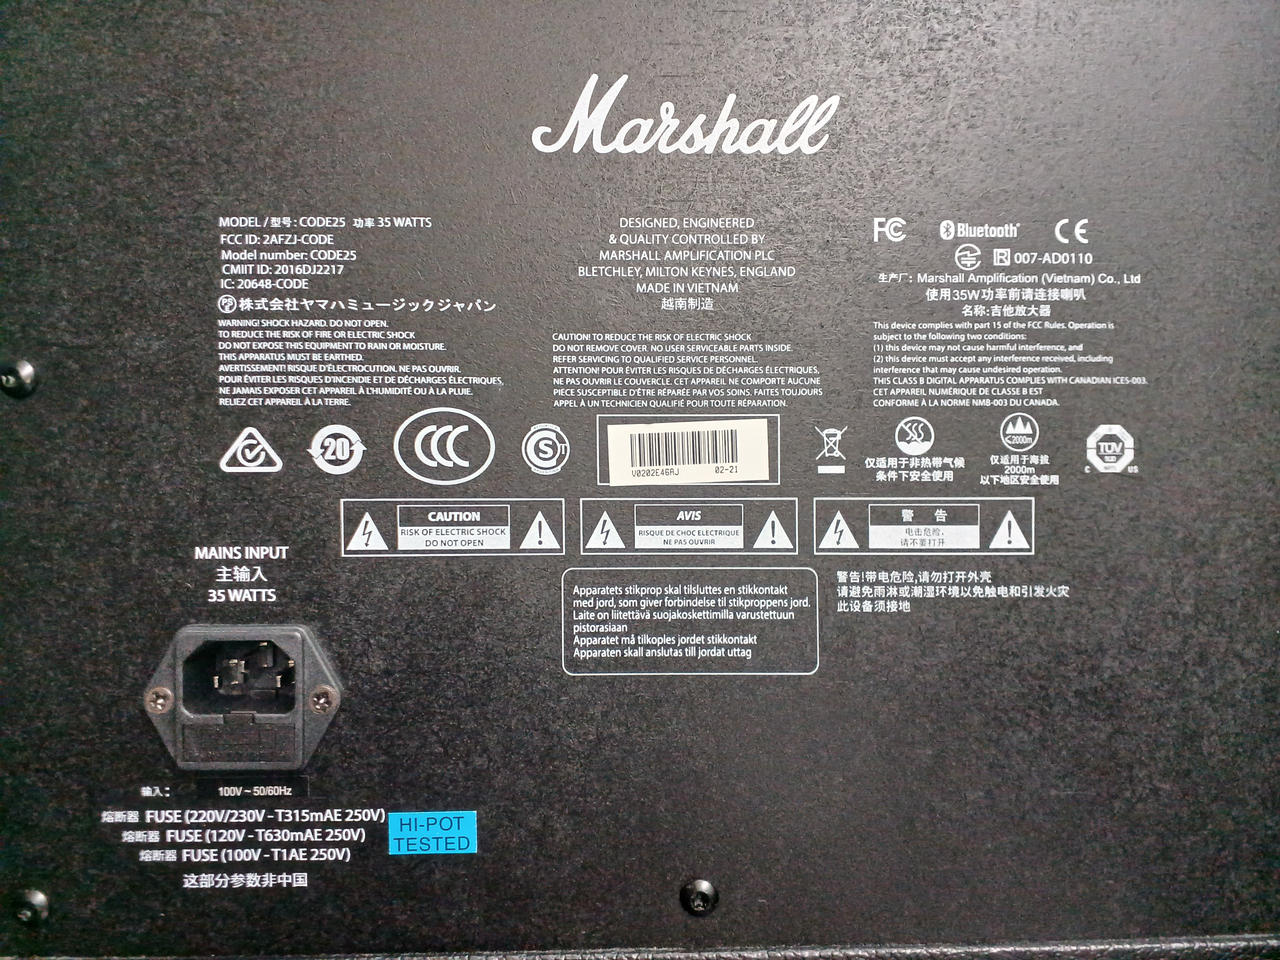 Marshall
MODEL / 型号 : CODE25 功率 35 WATTS
FCC ID: 2AFZJ-CODE
Model number: CODE25
CMIIT ID: 2016DJ2217
IC: 20648-CODE
PS E 株式会社ヤマハミュージックジャパン
WARNING! SHOCK HAZARD. DO NOT OPEN.
TO REDUCE THE RISK OF FIRE OR ELECTRIC SHOCK
DO NOT EXPOSE THIS EQUIPMENT TO RAIN OR MOISTURE.
THIS APPARATUS MUST BE EARTHED.
AVERTISSEMENT! RISQUE D'ÉLECTROCUTION. NE PAS OUVRIR.
POUR ÉVITER LES RISQUES D'INCENDIE ET DE DÉCHARGES ÉLECTRIQUES,
NE JAMAIS EXPOSER CET APPAREIL À L'HUMIDITÉ OU À LA PLUIE.
RELIEZ CET APPAREIL À LA TERRE.
DESIGNED, ENGINEERED
& QUALITY CONTROLLED BY
MARSHALL AMPLIFICATION PLC
BLETCHLEY, MILTON KEYNES, ENGLAND
MADE IN VIETNAM
越南制造
CAUTION! TO REDUCE THE RISK OF ELECTRIC SHOCK
DO NOT REMOVE COVER. NO USER SERVICEABLE PARTS INSIDE.
REFER SERVICING TO QUALIFIED SERVICE PERSONNEL.
ATTENTION! POUR ÉVITER LES RISQUES DE DÉCHARGES ÉLECTRIQUES,
NE PAS OUVRIR LE COUVERCLE. CET APPAREIL NE COMPORTE AUCUNE
PIECE SUSCEPTIBLE D'ÊTRE RÉPARÉE PAR VOS SOINS. FAITES TOUJOURS
APPEL À UN TECHNICIEN QUALIFIÉ POUR TOUTE RÉPARATION.
FC Bluetooth CE
R 007-AD0110
生产厂: Marshall Amplification (Vietnam) Co., Ltd
使用35W功率前请连接喇叭
名称:吉他放大器
This device complies with part 15 of the FCC Rules. Operation is
subject to the following two conditions:
(1) this device may not cause harmful interference, and
(2) this device must accept any interference received, including
interference that may cause undesired operation.
THIS CLASS B DIGITAL APPARATUS COMPLIES WITH CANADIAN ICES-003.
CET APPAREIL NUMÉRIQUE DE CLASSE B EST
CONFORME À LA NORME NMB-003 DU CANADA.
20
CCC
S T
V0202E46AJ 02-21
仅适用于非热带气候
条件下安全使用
≤2000m
仅适用于海拔
2000m
以下地区安全使用
TÜV
C US
CAUTION
RISK OF ELECTRIC SHOCK
DO NOT OPEN
AVIS
RISQUE DE CHOC ELECTRIQUE
NE PAS OUVRIR
警告
电击危险,
请不要打开
MAINS INPUT
主输入
35 WATTS
Apparatets stikprop skal tilsluttes en stikkontakt
med jord, som giver forbindelse til stikproppens jord.
Laite on liitettävä suojakoskettimilla varustettuun
pistorasiaan
Apparatet må tilkoples jordet stikkontakt
Apparaten skall anslutas till jordat uttag
警告!带电危险,请勿打开外壳
请避免雨淋或潮湿环境以免触电和引发火灾
此设备须接地
输入: 100V ~ 50/60Hz
熔断器 FUSE (220V/230V - T315mAE 250V)
熔断器 FUSE (120V - T630mAE 250V)
熔断器 FUSE (100V - T1AE 250V)
这部分参数非中国
HI-POT
TESTED